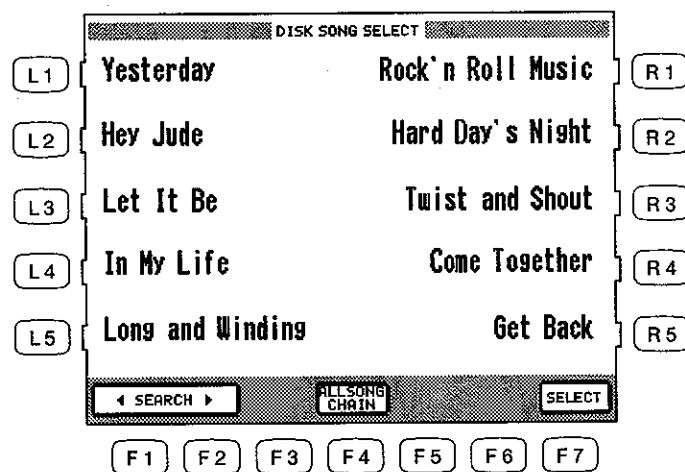 DISK SONG SELECT
L1 Yesterday Rock'n Roll Music R1
L2 Hey Jude Hard Day's Night R2
L3 Let It Be Twist and Shout R3
L4 In My Life Come Together R4
L5 Long and Winding Get Back R5
◀ SEARCH ▶ ALLSONG CHAIN SELECT
F1 F2 F3 F4 F5 F6 F7